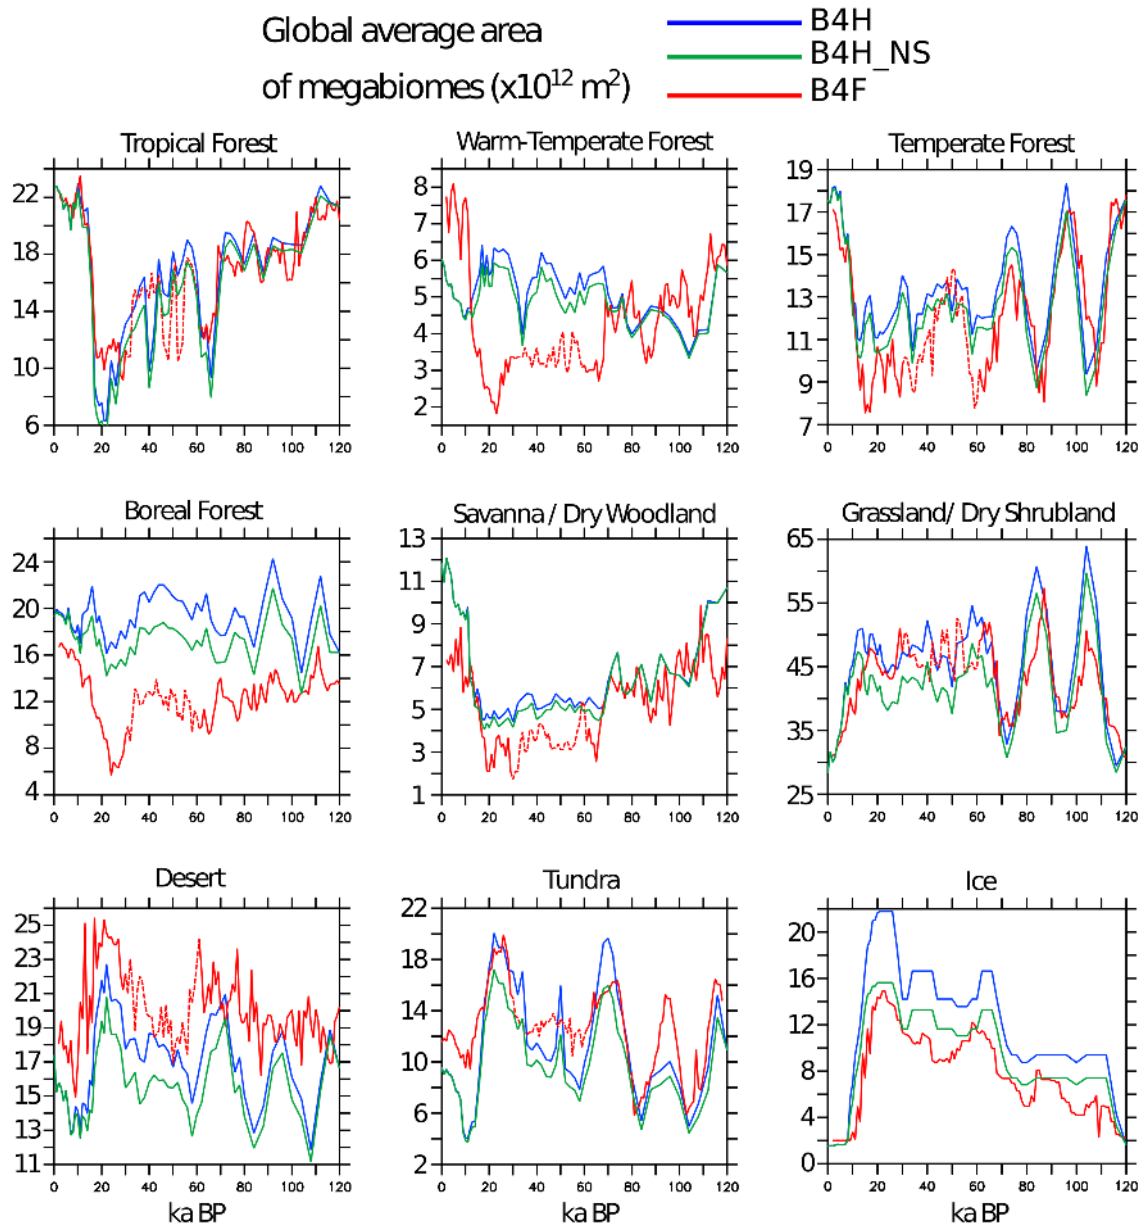 Global average area
of megabiomes (x10¹² m²)
B4H
B4H_NS
B4F
Tropical Forest
22
18
14
10
6
0 20 40 60 80 100 120
Warm-Temperate Forest
8
7
6
5
4
3
2
0 20 40 60 80 100 120
Temperate Forest
19
17
15
13
11
9
7
0 20 40 60 80 100 120
Boreal Forest
24
20
16
12
8
4
0 20 40 60 80 100 120
Savanna / Dry Woodland
13
11
9
7
5
3
1
0 20 40 60 80 100 120
Grassland/ Dry Shrubland
65
55
45
35
25
0 20 40 60 80 100 120
Desert
25
23
21
19
17
15
13
11
0 20 40 60 80 100 120
ka BP
Tundra
22
18
14
10
6
2
0 20 40 60 80 100 120
ka BP
Ice
20
16
12
8
4
0
0 20 40 60 80 100 120
ka BP